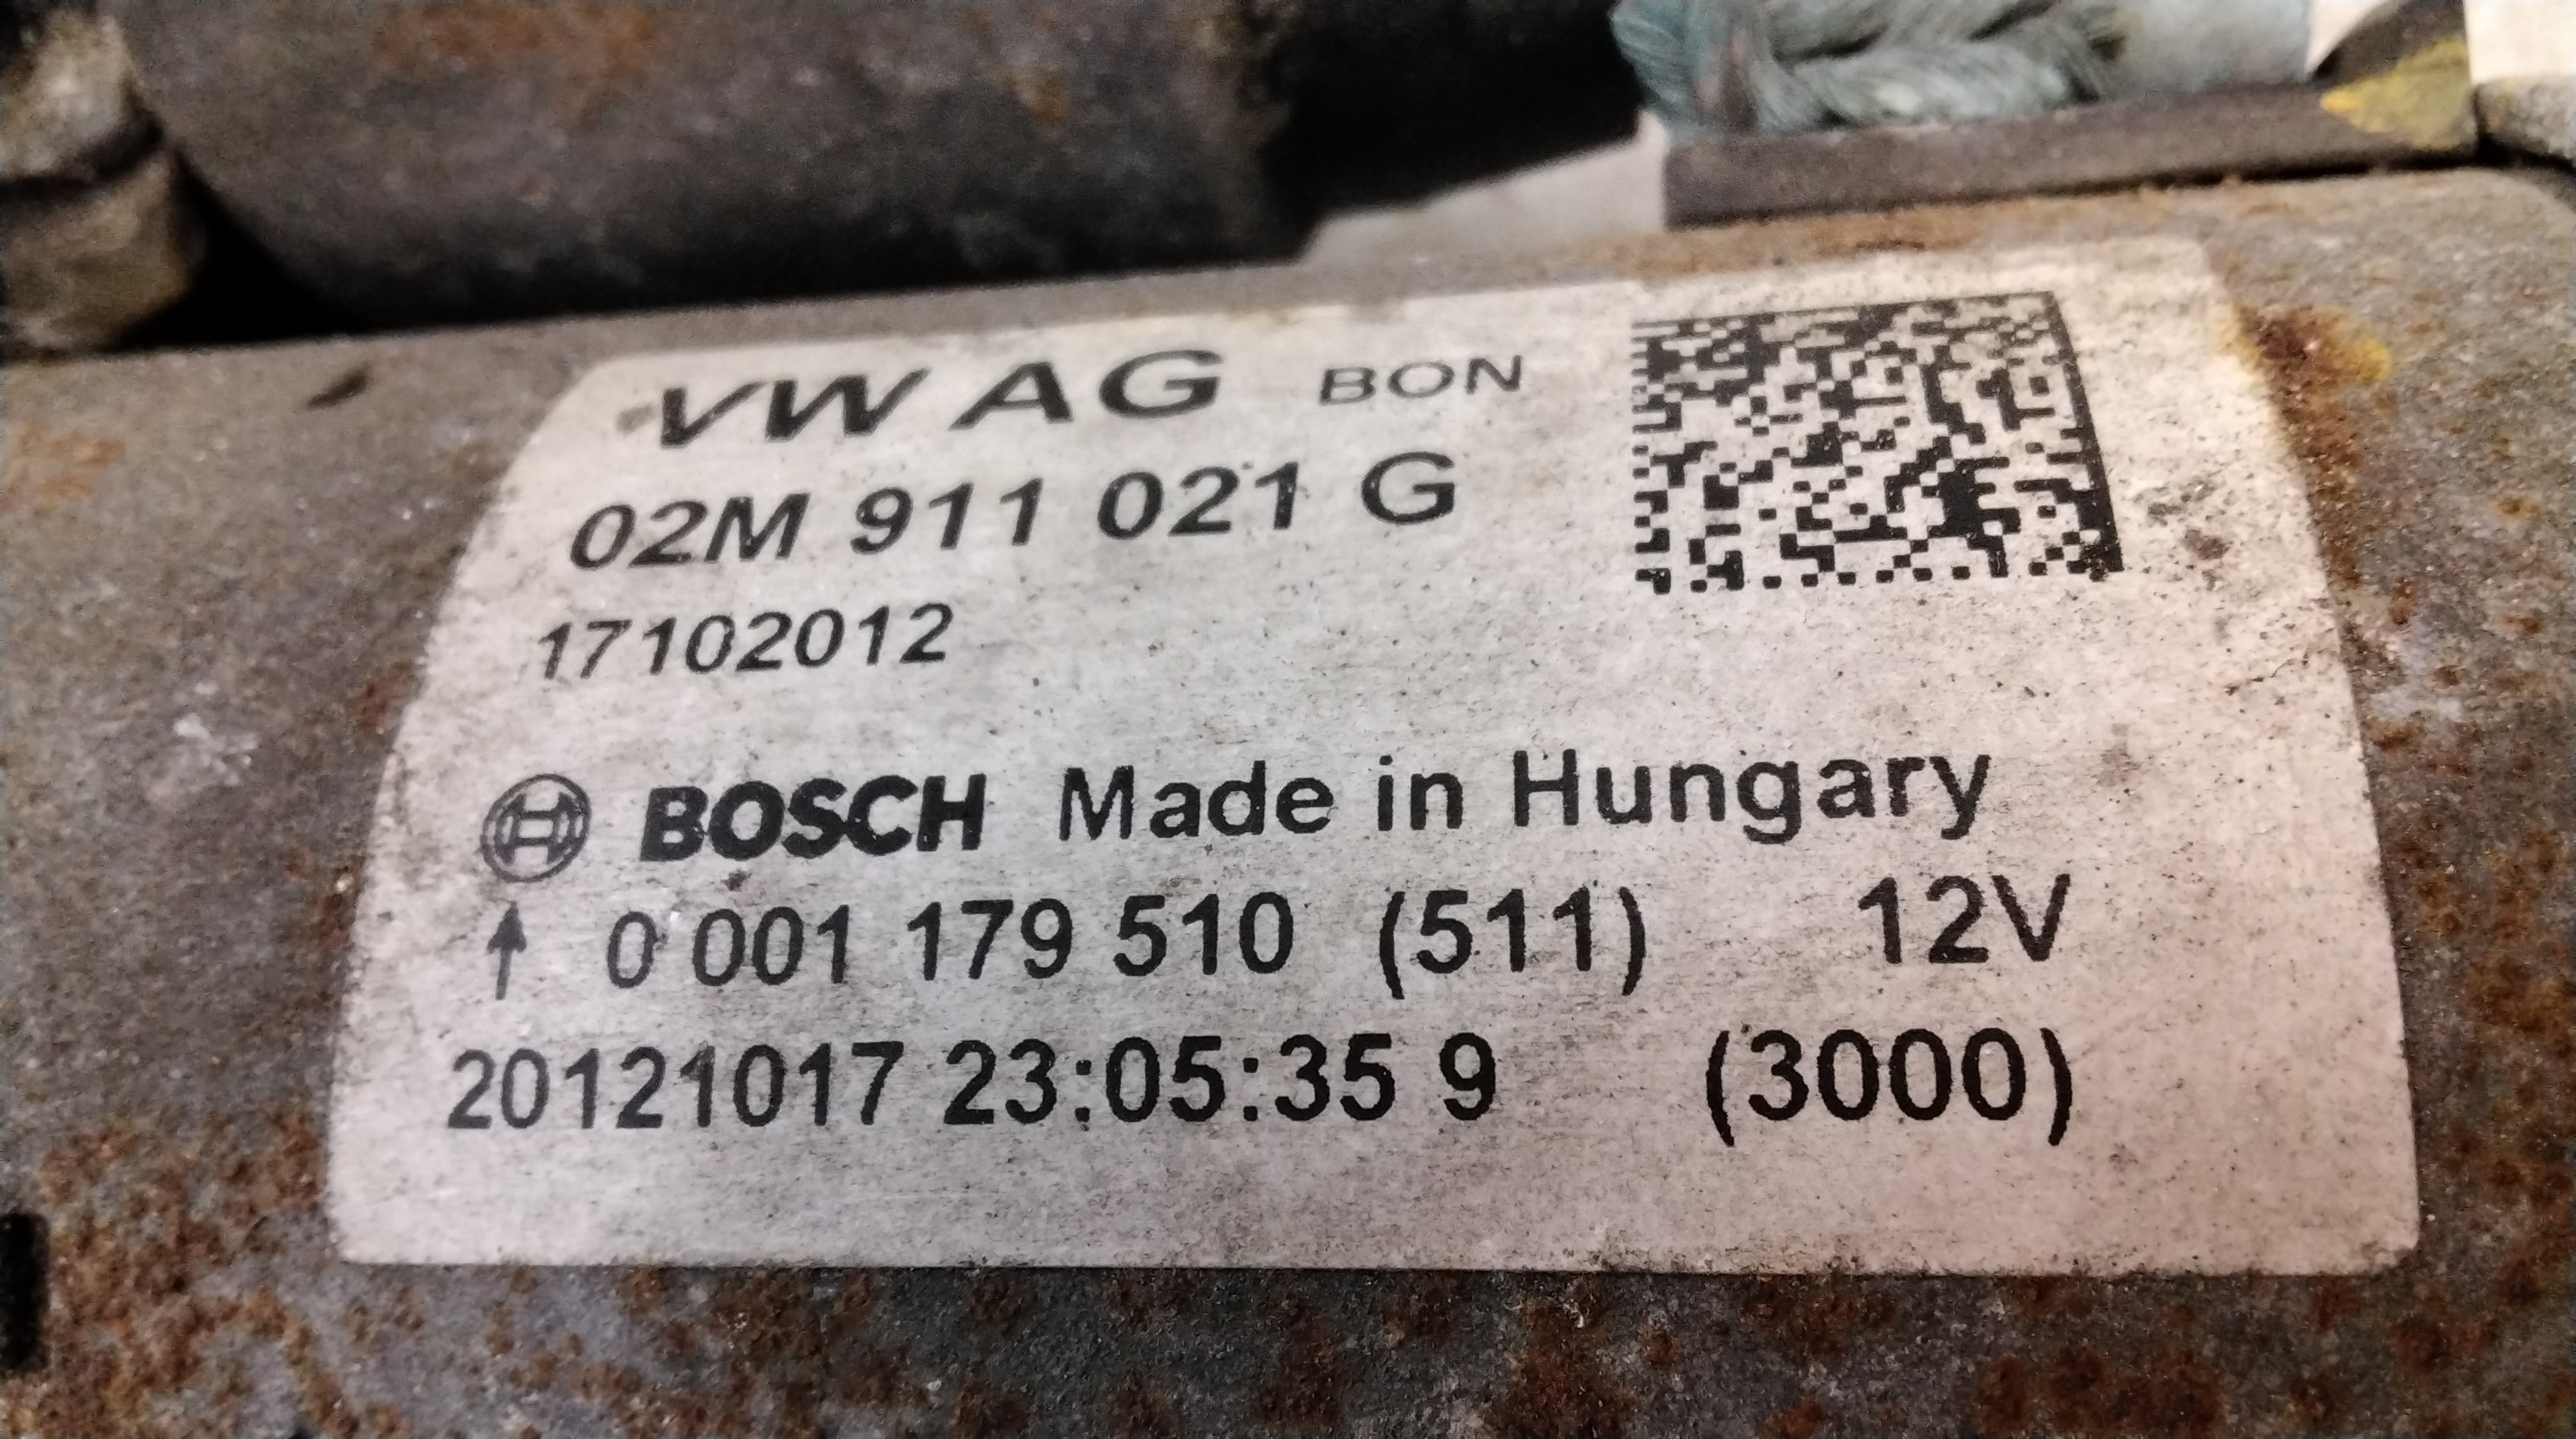 VW AG BON
02M 911 021 G
17102012
BOSCH Made in Hungary
↑ 0 001 179 510 (511) 12V
20121017 23:05:35 9 (3000)